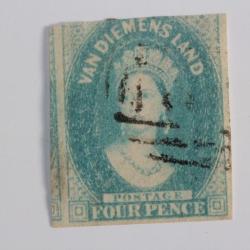 VAN DIEMENS LAND
POSTAGE
FOUR PENCE